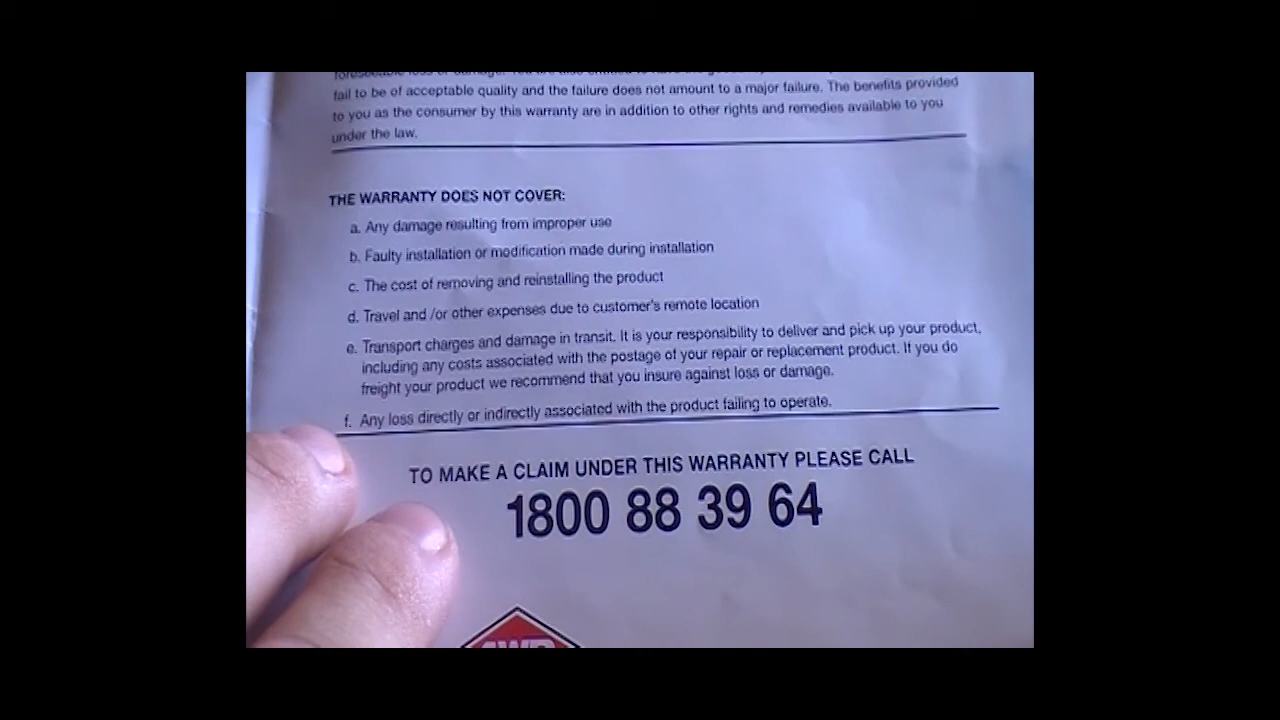 fail to be of acceptable quality and the failure does not amount to a major failure. The benefits provided
to you as the consumer by this warranty are in addition to other rights and remedies available to you
under the law.
THE WARRANTY DOES NOT COVER:
a. Any damage resulting from improper use
b. Faulty installation or modification made during installation
c. The cost of removing and reinstalling the product
d. Travel and /or other expenses due to customer's remote location
e. Transport charges and damage in transit. It is your responsibility to deliver and pick up your product,
including any costs associated with the postage of your repair or replacement product. If you do
freight your product we recommend that you insure against loss or damage.
f. Any loss directly or indirectly associated with the product failing to operate.
TO MAKE A CLAIM UNDER THIS WARRANTY PLEASE CALL
1800 88 39 64